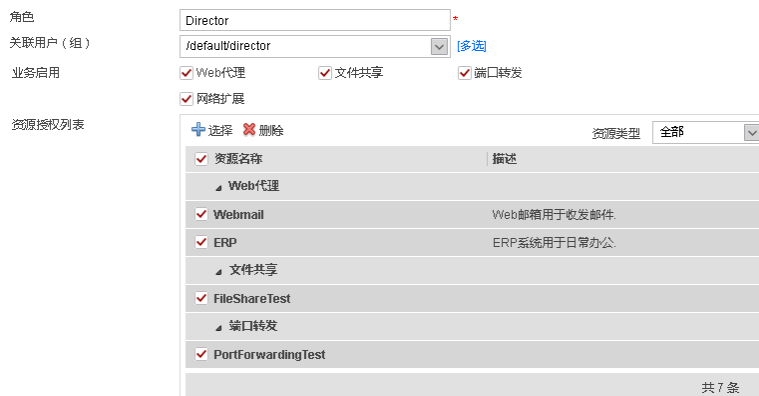 角色 Director *
关联用户（组） /default/director [多选]
业务启用 Web代理 文件共享 端口转发
网络扩展
资源授权列表 选择 删除 资源类型 全部
资源名称 描述
Web代理
Webmail Web邮箱用于收发邮件.
ERP ERP系统用于日常办公.
文件共享
FileShareTest
端口转发
PortForwardingTest
共 7 条